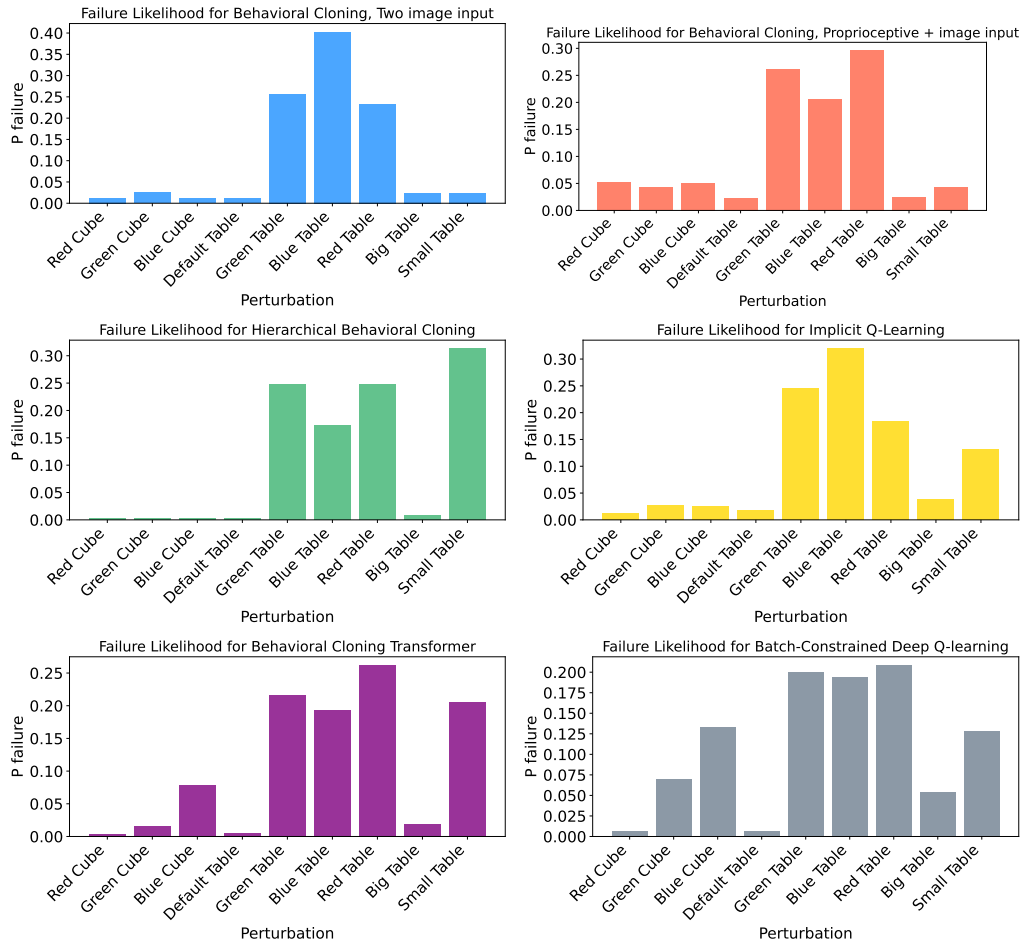 Failure Likelihood for Behavioral Cloning, Two image input
P failure
0.40
0.35
0.30
0.25
0.20
0.15
0.10
0.05
0.00
Red Cube
Green Cube
Blue Cube
Default Table
Green Table
Blue Table
Red Table
Big Table
Small Table
Perturbation
Failure Likelihood for Behavioral Cloning, Proprioceptive + image input
P failure
0.30
0.25
0.20
0.15
0.10
0.05
0.00
Red Cube
Green Cube
Blue Cube
Default Table
Green Table
Blue Table
Red Table
Big Table
Small Table
Perturbation
Failure Likelihood for Hierarchical Behavioral Cloning
P failure
0.30
0.25
0.20
0.15
0.10
0.05
0.00
Red Cube
Green Cube
Blue Cube
Default Table
Green Table
Blue Table
Red Table
Big Table
Small Table
Perturbation
Failure Likelihood for Implicit Q-Learning
P failure
0.30
0.25
0.20
0.15
0.10
0.05
0.00
Red Cube
Green Cube
Blue Cube
Default Table
Green Table
Blue Table
Red Table
Big Table
Small Table
Perturbation
Failure Likelihood for Behavioral Cloning Transformer
P failure
0.25
0.20
0.15
0.10
0.05
0.00
Red Cube
Green Cube
Blue Cube
Default Table
Green Table
Blue Table
Red Table
Big Table
Small Table
Perturbation
Failure Likelihood for Batch-Constrained Deep Q-learning
P failure
0.200
0.175
0.150
0.125
0.100
0.075
0.050
0.025
0.000
Red Cube
Green Cube
Blue Cube
Default Table
Green Table
Blue Table
Red Table
Big Table
Small Table
Perturbation